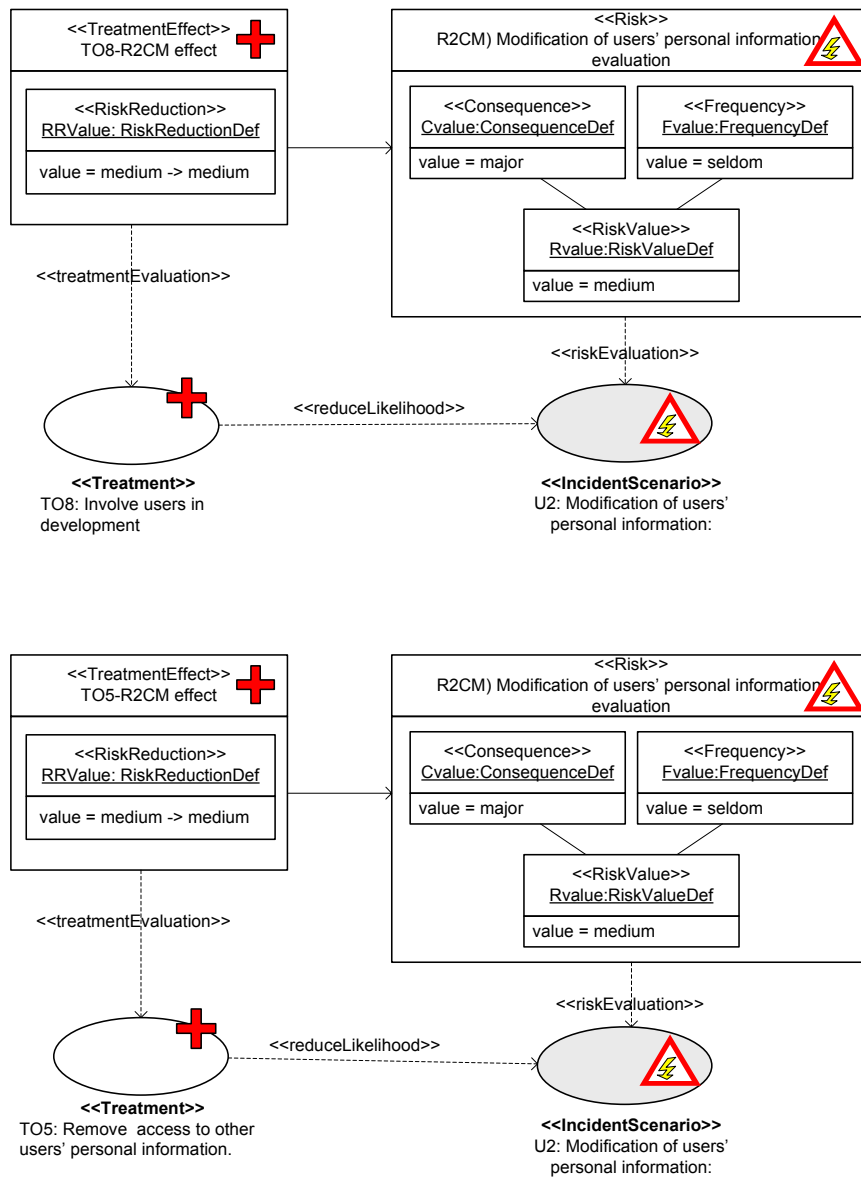 <<TreatmentEffect>>
TO8-R2CM effect
<<RiskReduction>>
RRValue: RiskReductionDef
value = medium -> medium
<<Risk>>
R2CM) Modification of users’ personal information
evaluation
<<Consequence>>
Cvalue:ConsequenceDef
value = major
<<Frequency>>
Fvalue:FrequencyDef
value = seldom
<<RiskValue>>
Rvalue:RiskValueDef
value = medium
<<treatmentEvaluation>>
<<riskEvaluation>>
<<reduceLikelihood>>
<<Treatment>>
TO8: Involve users in
development
<<IncidentScenario>>
U2: Modification of users’
personal information:
<<TreatmentEffect>>
TO5-R2CM effect
<<RiskReduction>>
RRValue: RiskReductionDef
value = medium -> medium
<<Risk>>
R2CM) Modification of users’ personal information
evaluation
<<Consequence>>
Cvalue:ConsequenceDef
value = major
<<Frequency>>
Fvalue:FrequencyDef
value = seldom
<<RiskValue>>
Rvalue:RiskValueDef
value = medium
<<treatmentEvaluation>>
<<riskEvaluation>>
<<reduceLikelihood>>
<<Treatment>>
TO5: Remove  access to other
users’ personal information.
<<IncidentScenario>>
U2: Modification of users’
personal information: